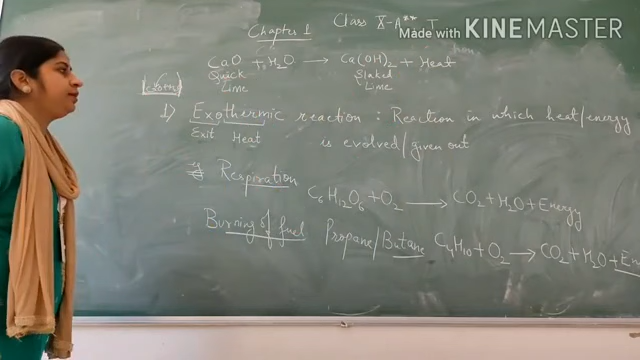 Chapter 1 Class X-A
Made with KINEMASTER
CaO + H2O → Ca(OH)2 + Heat
Quick Lime Slaked Lime
1) Exothermic reaction : Reaction in which heat/energy
Exit Heat is evolved/given out
eg Respiration
C6H12O6 + O2 → CO2 + H2O + Energy
Burning of fuel Propane/Butane C4H10 + O2 → CO2 + H2O + En